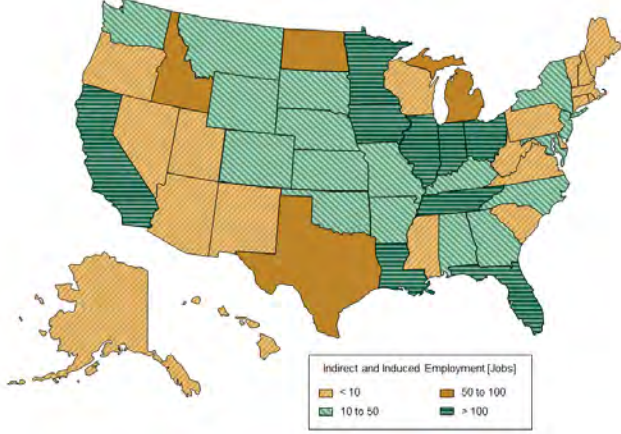 Indirect and Induced Employment [Jobs]
< 10
50 to 100
10 to 50
> 100